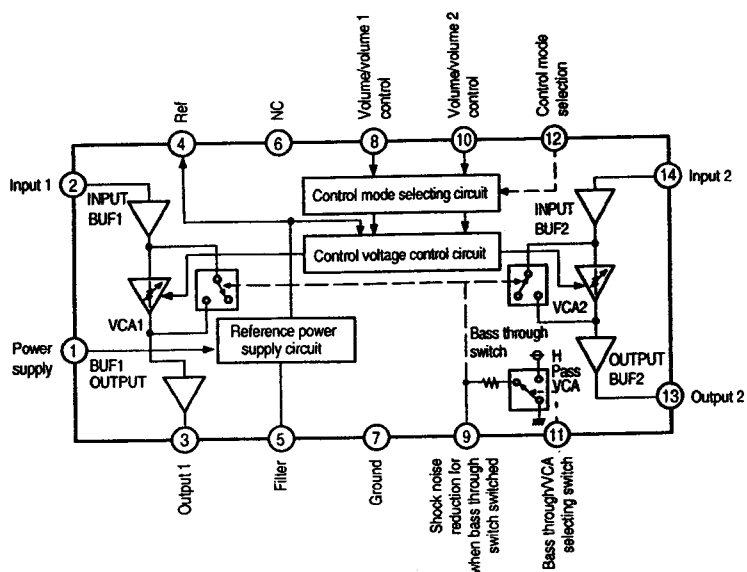 Ref
NC
Volume/volume 1
control
Volume/volume 2
control
Control mode
selection
4
6
8
10
12
Input 1
2
14
Input 2
INPUT
BUF1
Control mode selecting circuit
INPUT
BUF2
Control voltage control circuit
VCA1
VCA2
Power
supply
1
Reference power
supply circuit
Bass through
switch
H
Pass
VCA
BUF1
OUTPUT
OUTPUT
BUF2
13
Output 2
3
5
7
9
11
Output 1
Filter
Ground
Shock noise
reduction for
when bass through
switch switched
Bass through/VCA
selecting switch